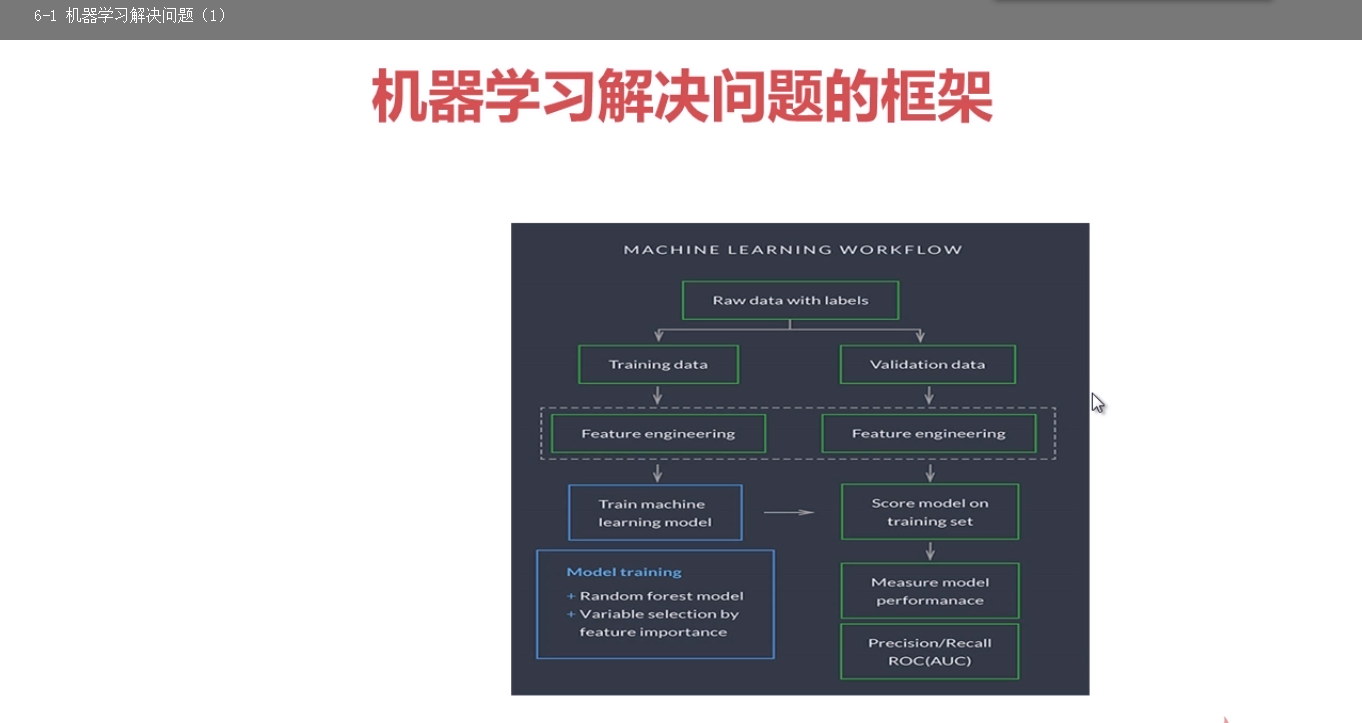 6-1 机器学习解决问题（1）
机器学习解决问题的框架
MACHINE LEARNING WORKFLOW
Raw data with labels
Training data
Validation data
Feature engineering
Feature engineering
Train machine
learning model
Score model on
training set
Model training
+ Random forest model
+ Variable selection by
feature importance
Measure model
performanace
Precision/Recall
ROC(AUC)